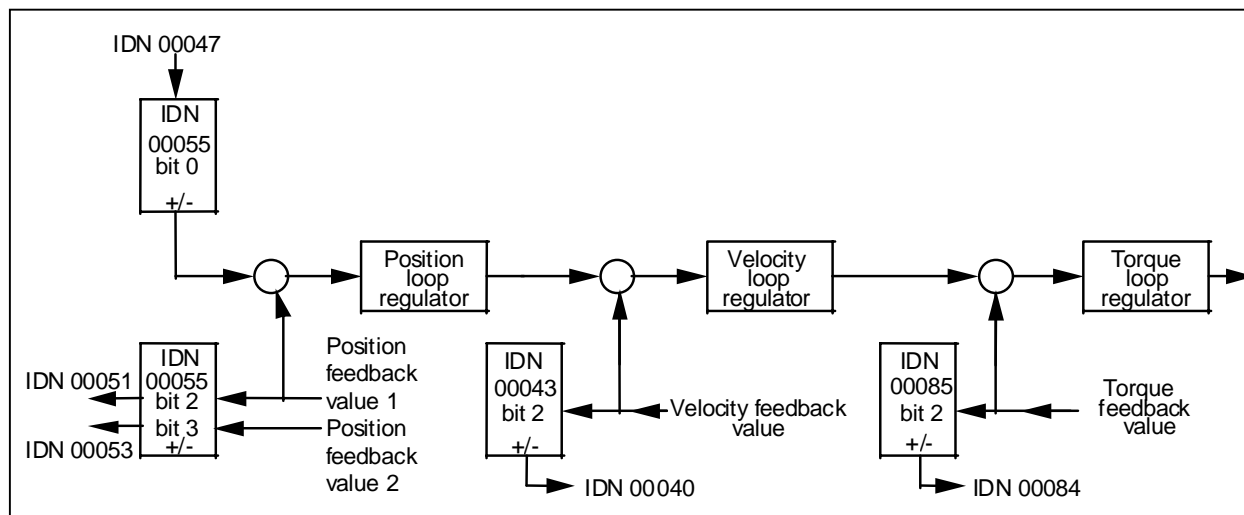 IDN 00047
IDN
00055
bit 0
+/-
Position
loop
regulator
Velocity
loop
regulator
Torque
loop
regulator
IDN 00051
IDN 00053
IDN
00055
bit 2
bit 3
+/-
Position
feedback
value 1
Position
feedback
value 2
IDN
00043
bit 2
+/-
IDN 00040
Velocity feedback
value
IDN
00085
bit 2
+/-
IDN 00084
Torque
feedback
value